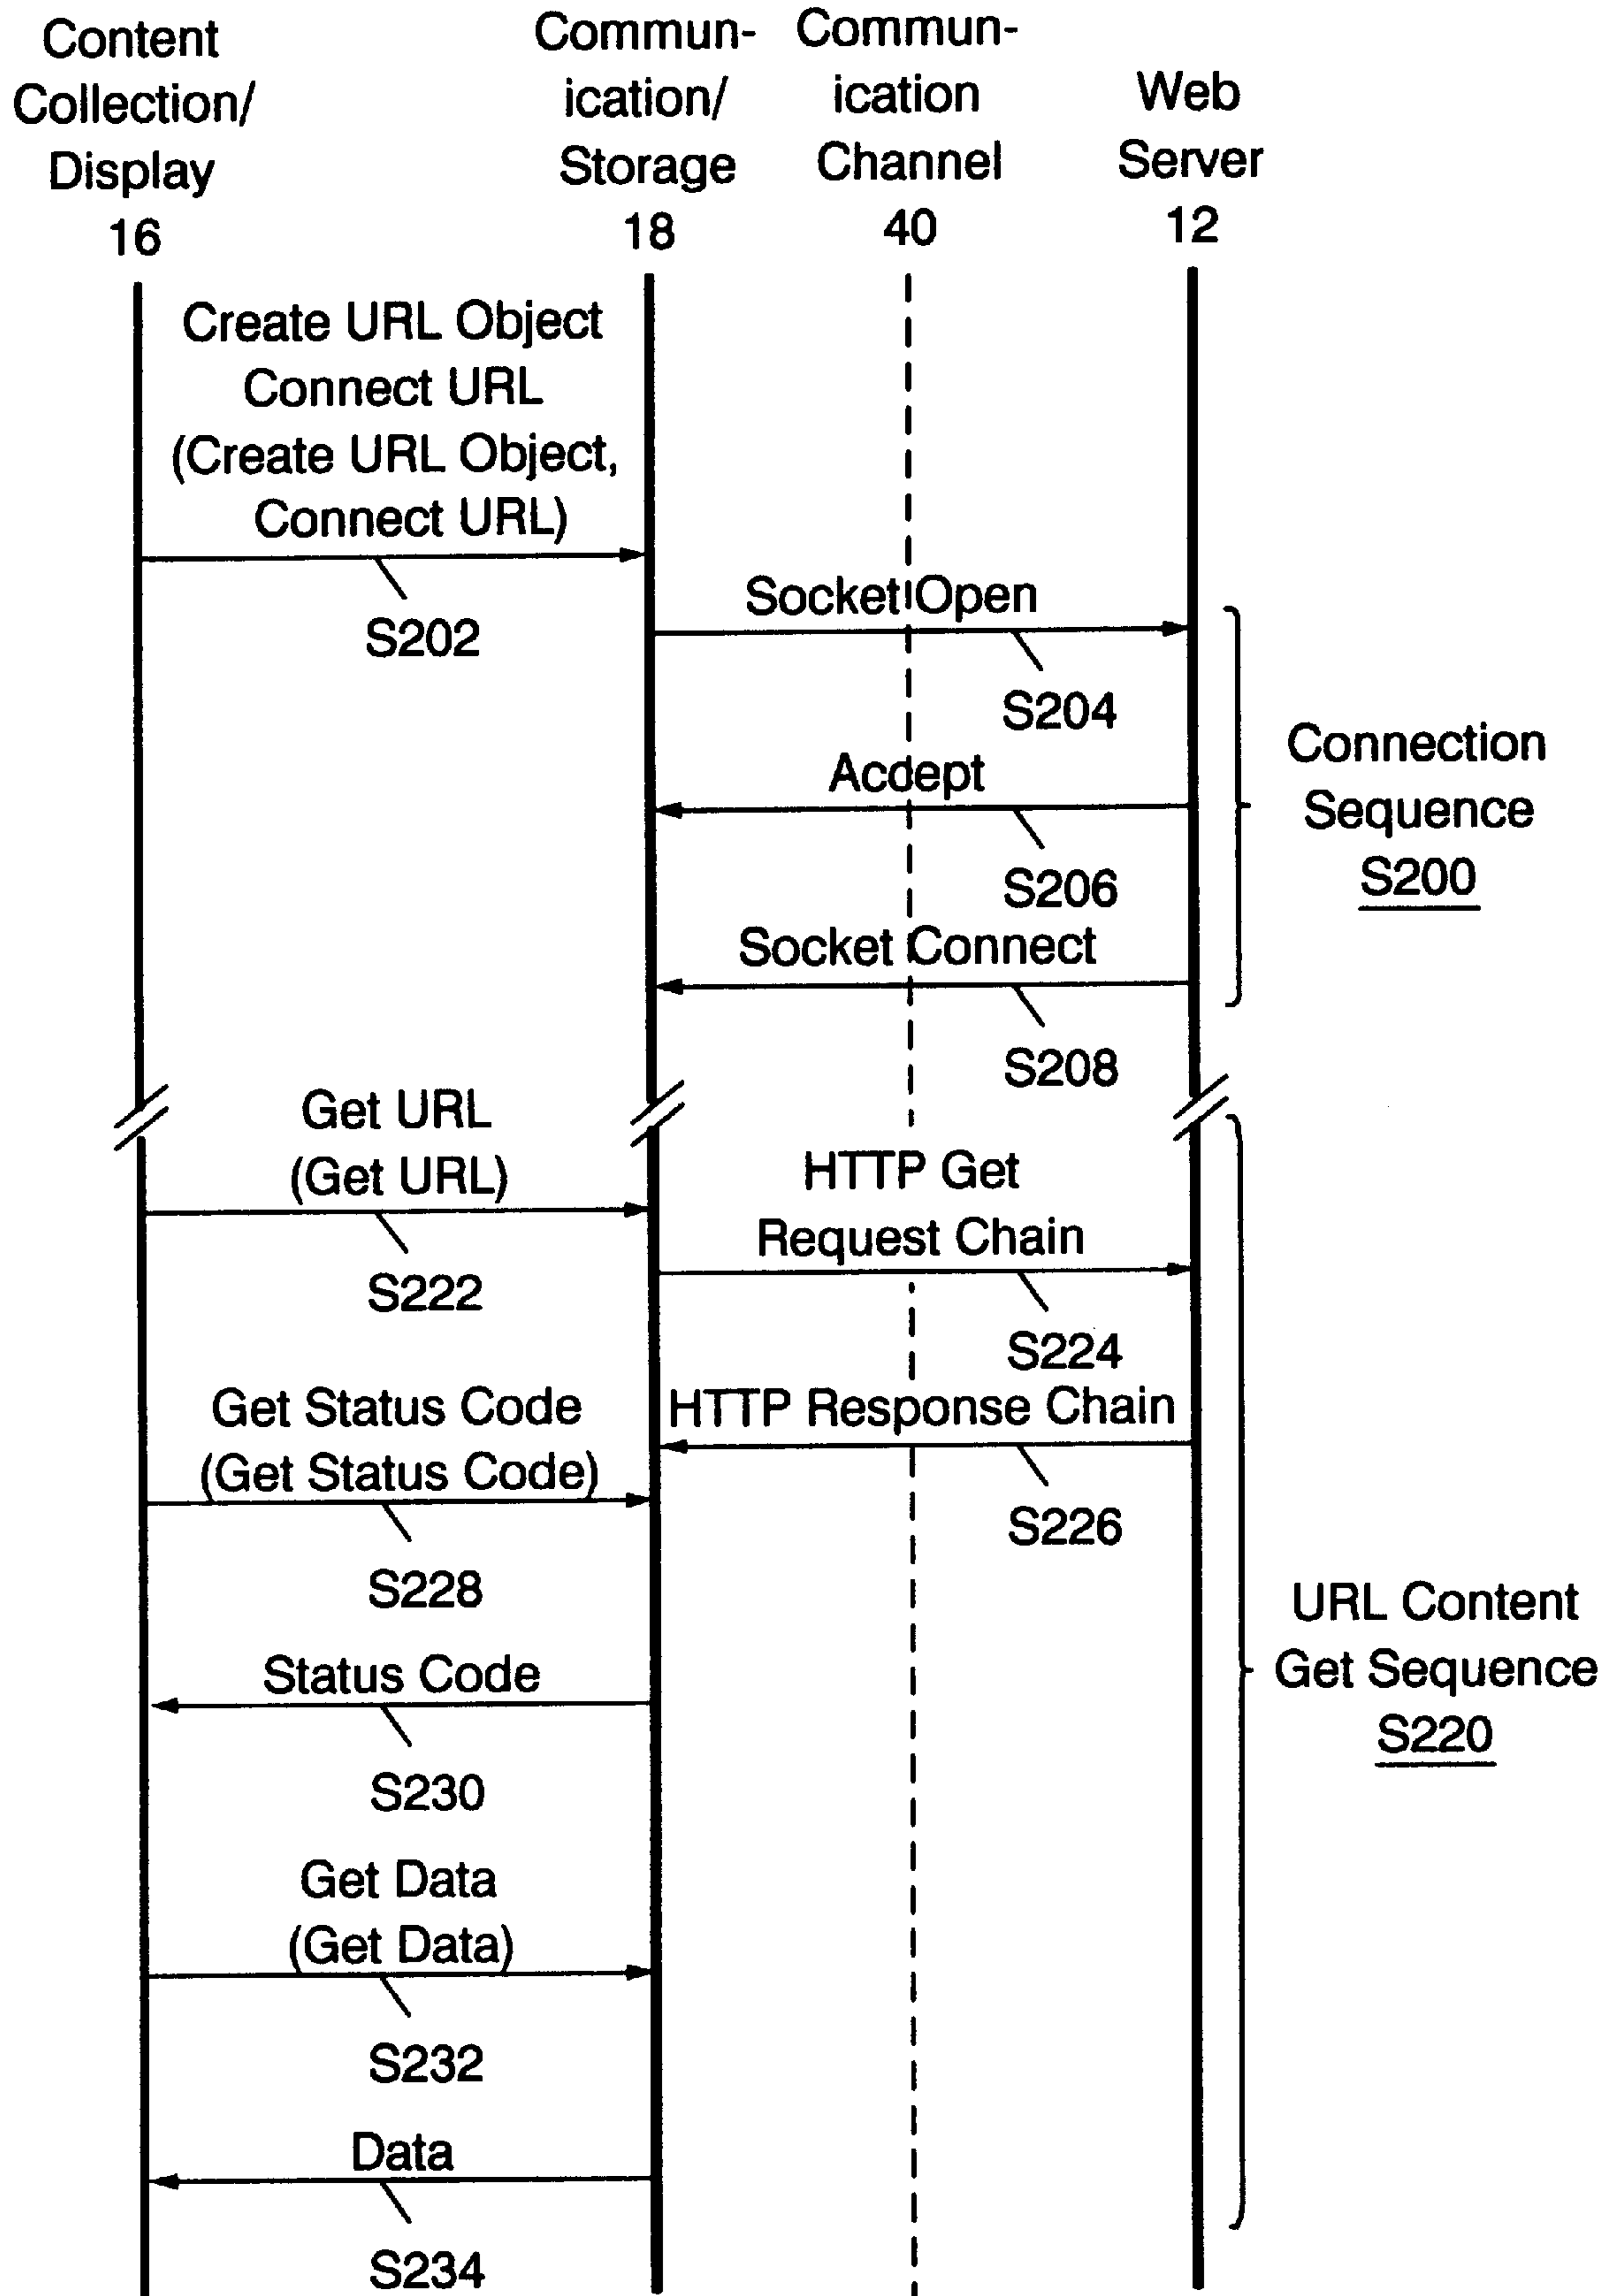 Content
Collection/
Display
16
Commun-
ication/
Storage
18
Commun-
ication
Channel
40
Web
Server
12
Create URL Object
Connect URL
(Create URL Object,
Connect URL)
S202
Socket Open
S204
Accept
S206
Socket Connect
S208
Connection
Sequence
S200
Get URL
(Get URL)
S222
HTTP Get
Request Chain
S224
HTTP Response Chain
S226
Get Status Code
(Get Status Code)
S228
Status Code
S230
URL Content
Get Sequence
S220
Get Data
(Get Data)
S232
Data
S234